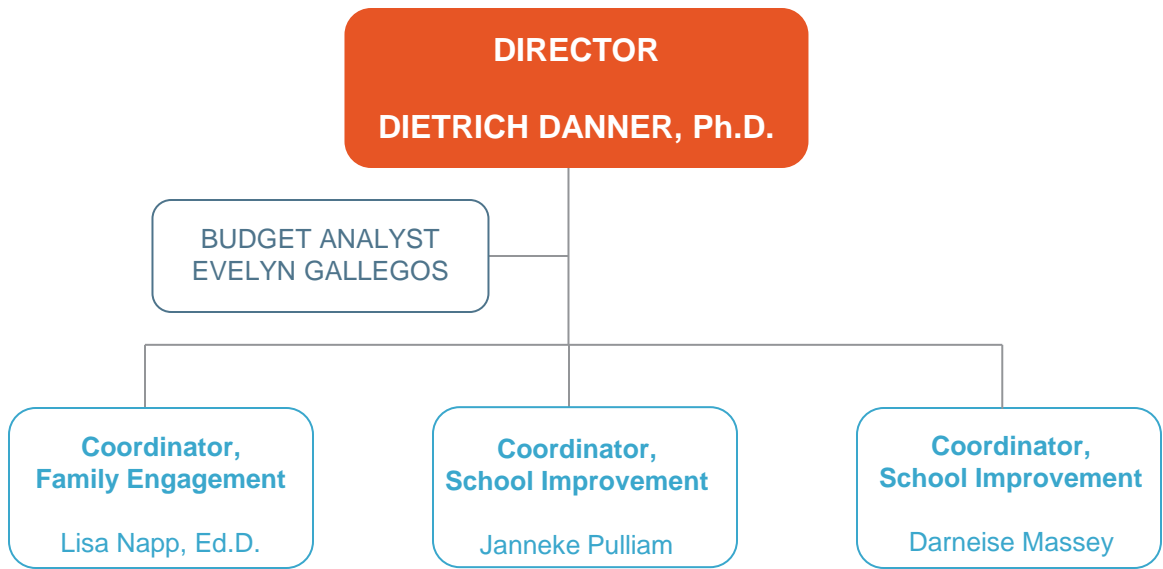 DIRECTOR
DIETRICH DANNER, Ph.D.
BUDGET ANALYST
EVELYN GALLEGOS
Coordinator,
Family Engagement
Lisa Napp, Ed.D.
Coordinator,
School Improvement
Janneke Pulliam
Coordinator,
School Improvement
Darneise Massey